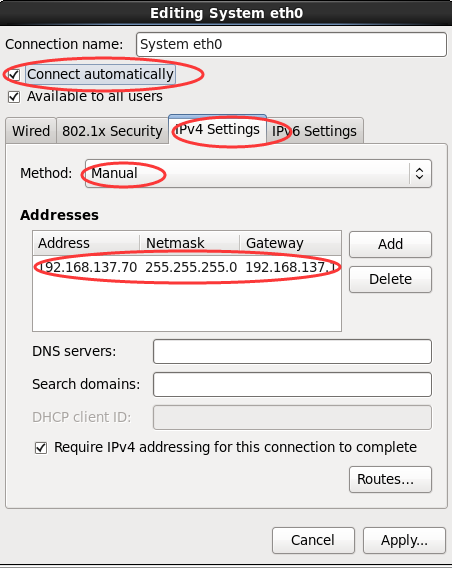 Editing System eth0
Connection name: System eth0
Connect automatically
Available to all users
Wired 802.1x Security IPv4 Settings IPv6 Settings
Method: Manual
Addresses
Address Netmask Gateway Add
192.168.137.70 255.255.255.0 192.168.137.1
Delete
DNS servers:
Search domains:
DHCP client ID:
Require IPv4 addressing for this connection to complete
Routes...
Cancel Apply...